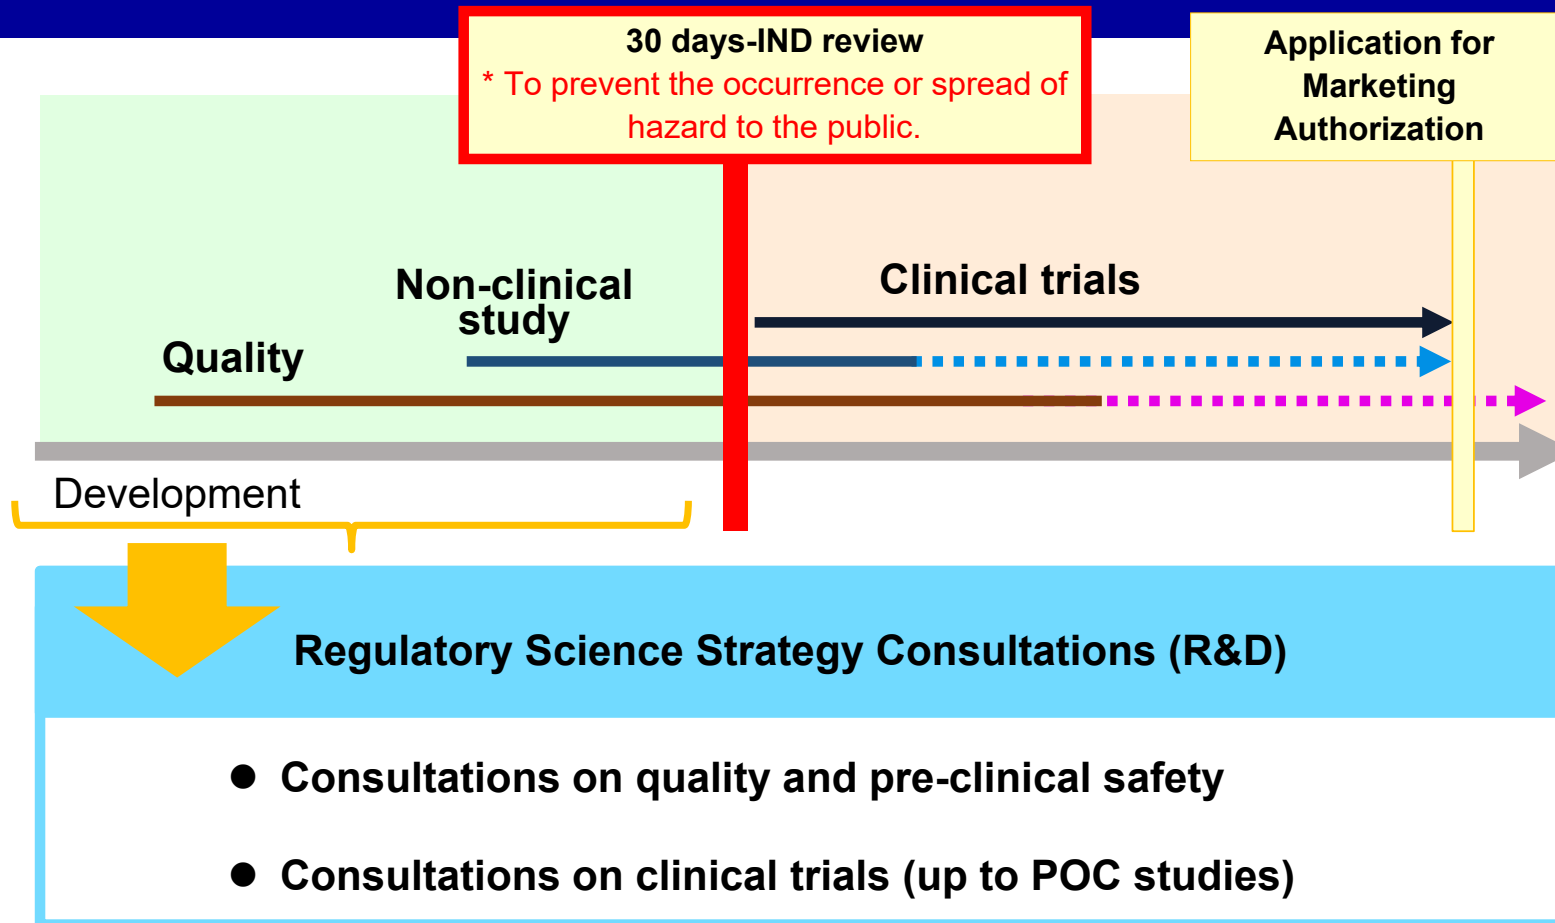 30 days-IND review
* To prevent the occurrence or spread of
hazard to the public.
Application for
Marketing
Authorization
Non-clinical
study
Clinical trials
Quality
Development
Regulatory Science Strategy Consultations (R&D)
● Consultations on quality and pre-clinical safety
● Consultations on clinical trials (up to POC studies)